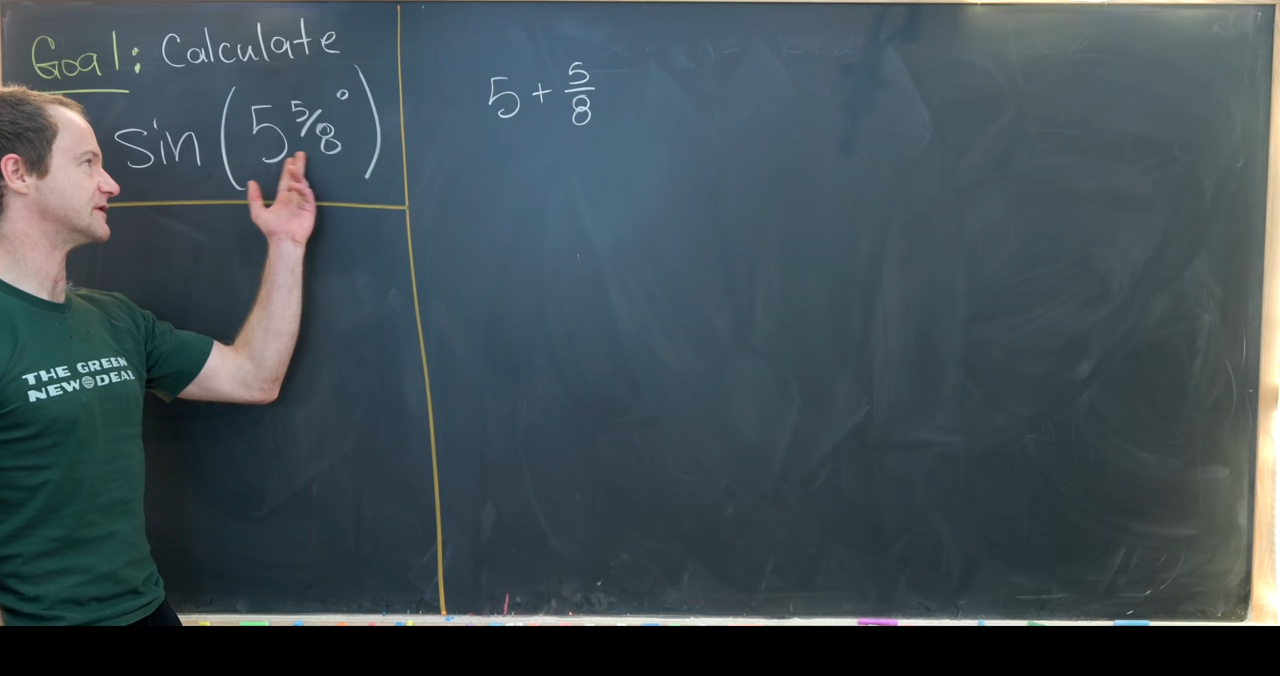 Goal: Calculate
sin (5 5/8°)
5 + 5/8
THE GREEN
NEW DEAL